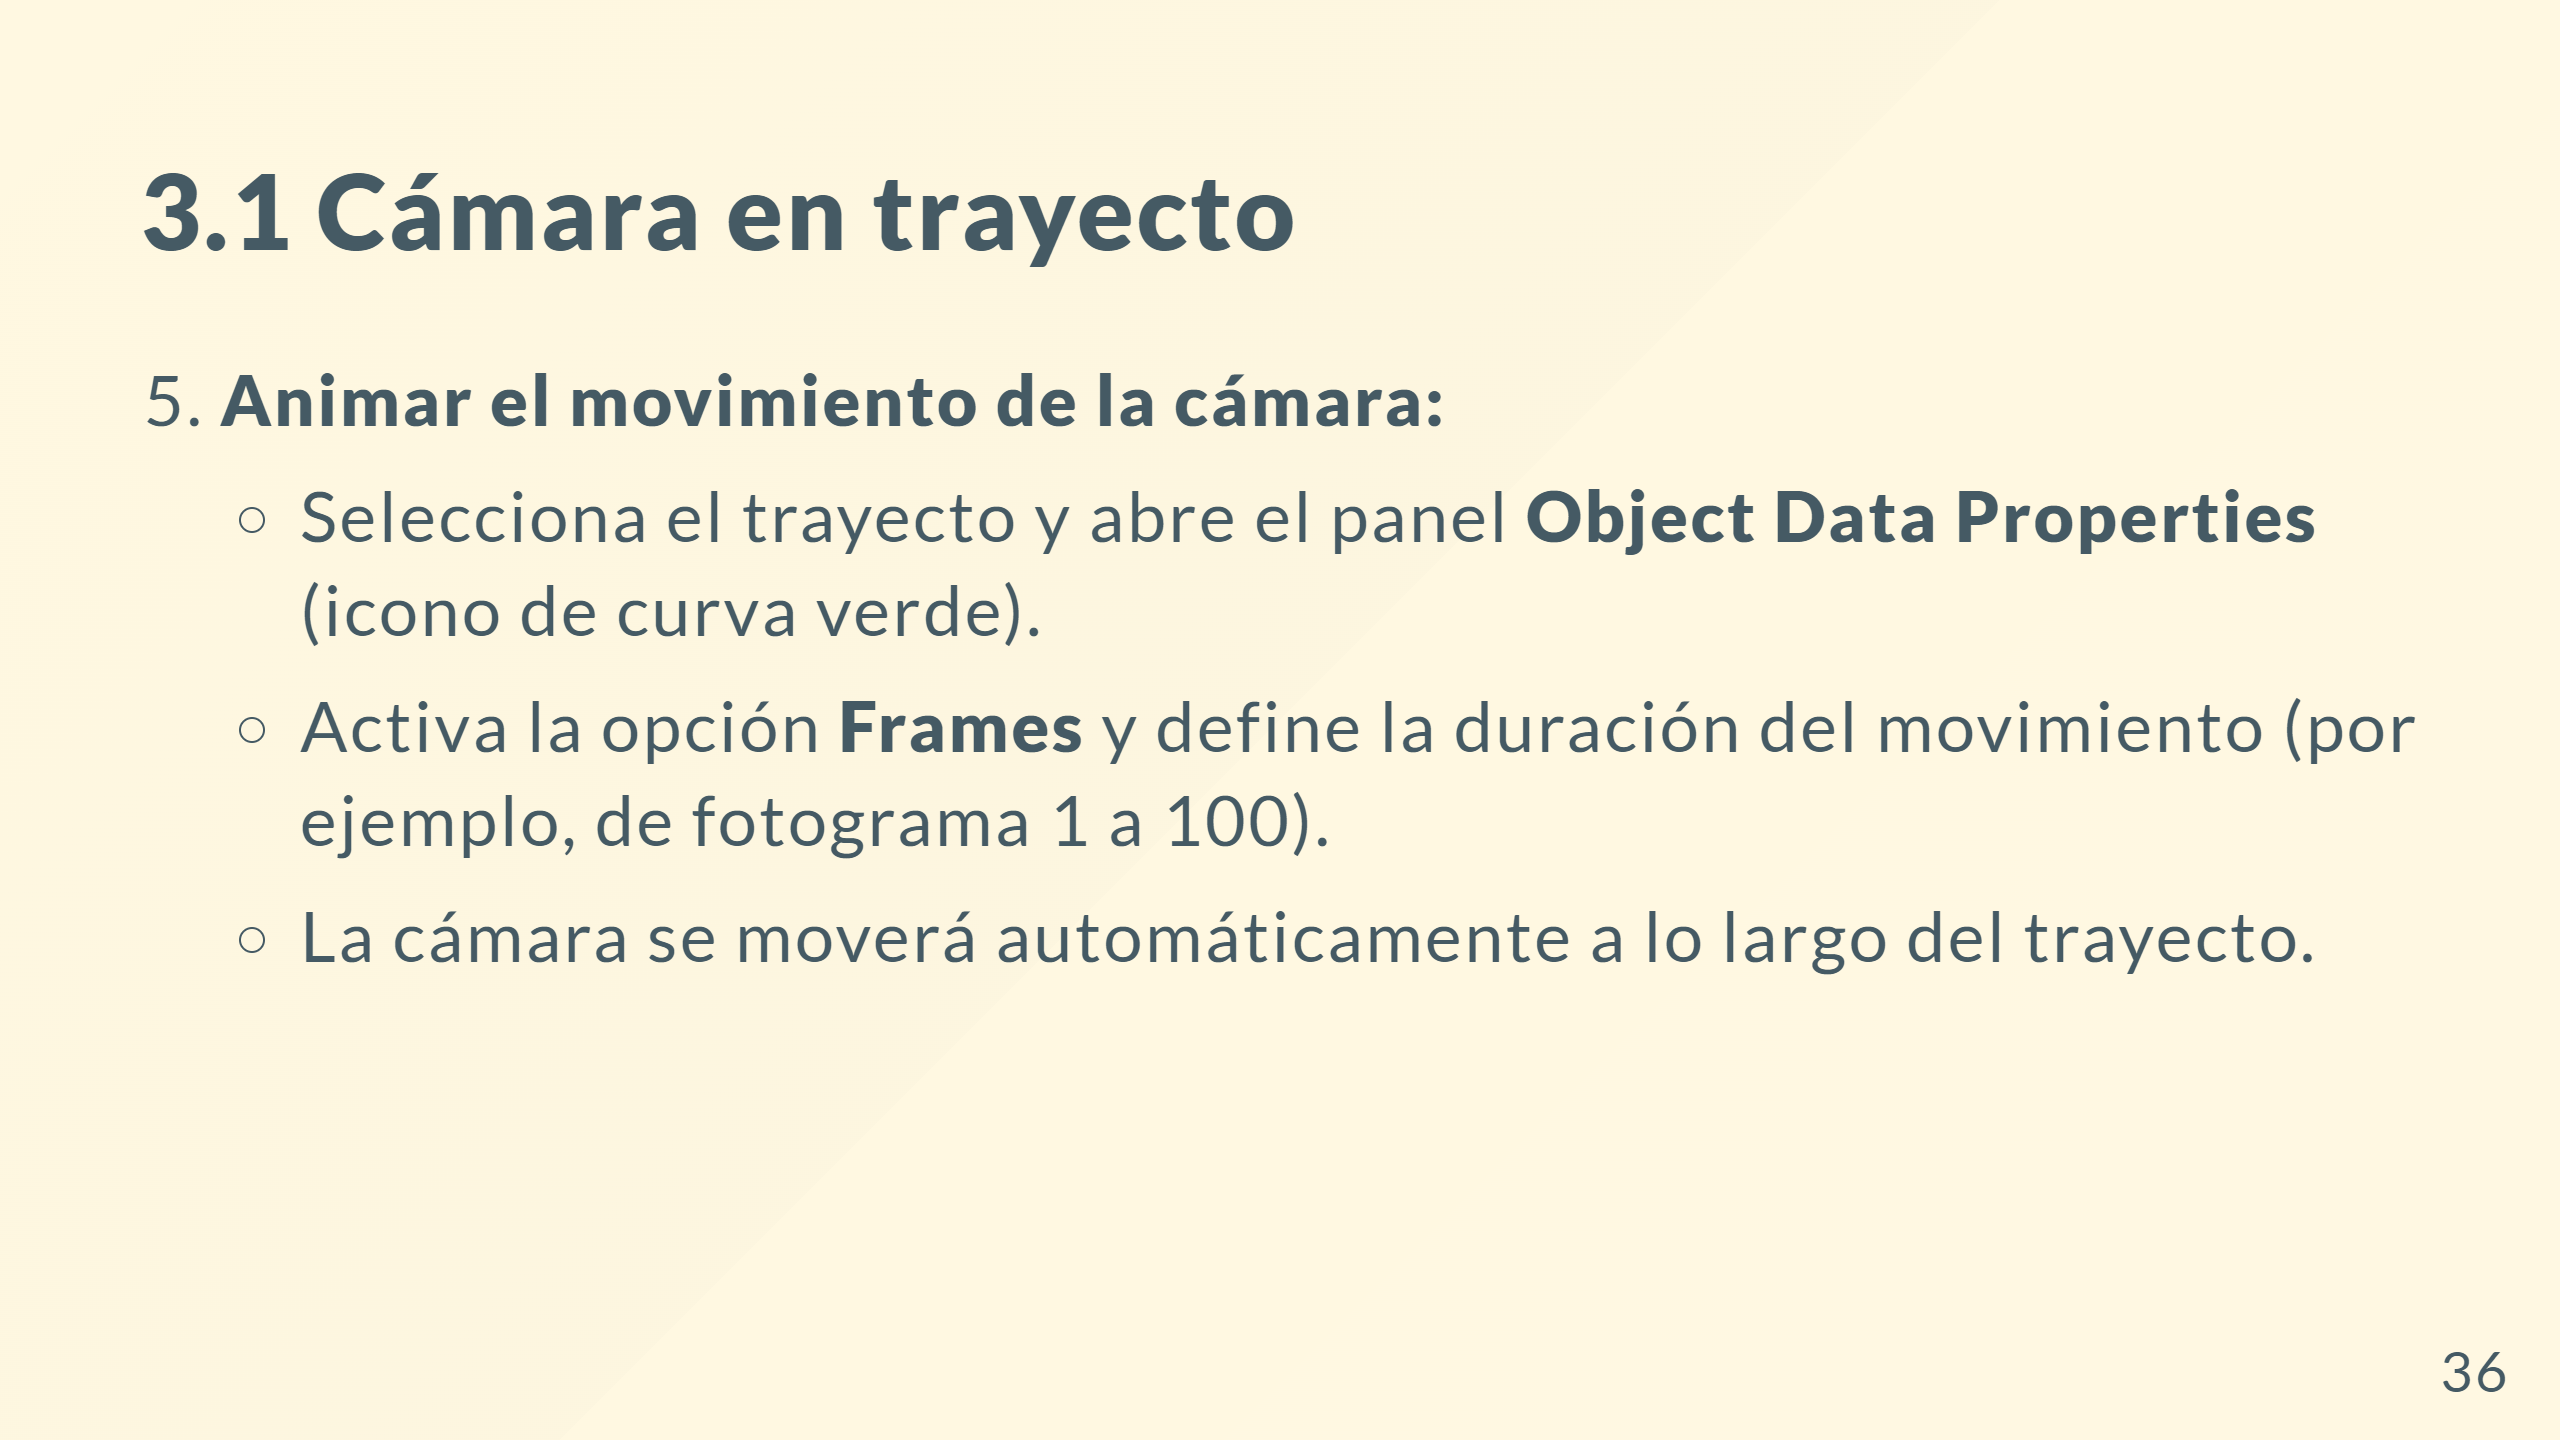 3.1 Cámara en trayecto
5. Animar el movimiento de la cámara:
○ Selecciona el trayecto y abre el panel Object Data Properties
(icono de curva verde).
○ Activa la opción Frames y define la duración del movimiento (por
ejemplo, de fotograma 1 a 100).
○ La cámara se moverá automáticamente a lo largo del trayecto.
36